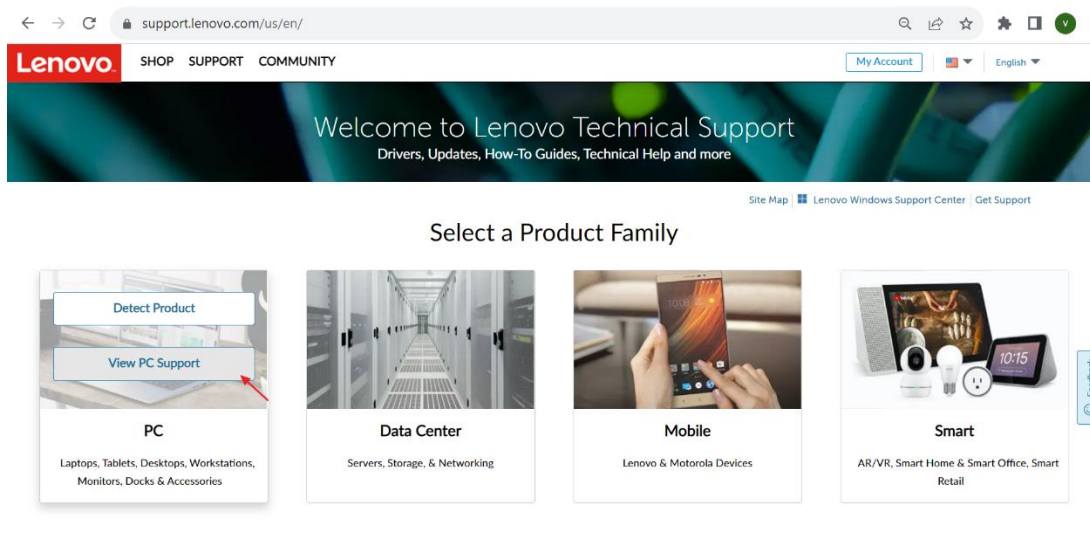 support.lenovo.com/us/en/
V
Lenovo.
SHOP SUPPORT COMMUNITY
My Account
English
Welcome to Lenovo Technical Support
Drivers, Updates, How-To Guides, Technical Help and more
Site Map Lenovo Windows Support Center Get Support
Select a Product Family
Detect Product
View PC Support
10:08
10:15
PC
Laptops, Tablets, Desktops, Workstations,
Monitors, Docks & Accessories
Data Center
Servers, Storage, & Networking
Mobile
Lenovo & Motorola Devices
Smart
AR/VR, Smart Home & Smart Office, Smart
Retail